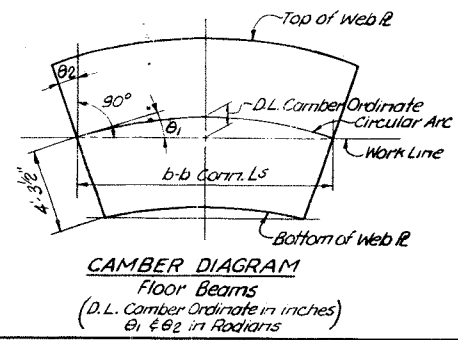 Top of Web ℞
θ2
90°
θ1
D.L. Camber Ordinate
Circular Arc
Work Line
b-b Conn. Ls
4'-3½"
Bottom of Web ℞
CAMBER DIAGRAM
Floor Beams
(D.L. Camber Ordinate in inches
θ1 & θ2 in Radians)